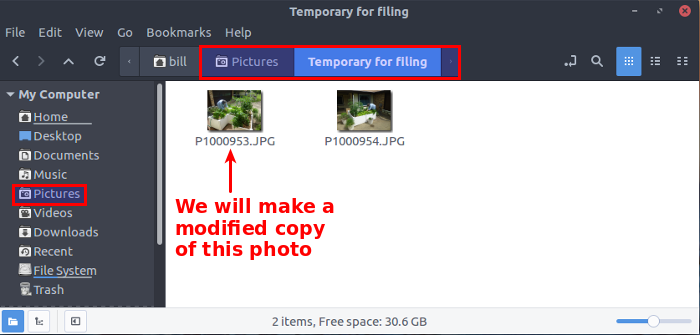 Temporary for filing
File Edit View Go Bookmarks Help
bill Pictures Temporary for filing
My Computer
Home
Desktop
Documents
Music
Pictures
Videos
Downloads
Recent
File System
Trash
P1000953.JPG P1000954.JPG
We will make a
modified copy
of this photo
2 items, Free space: 30.6 GB